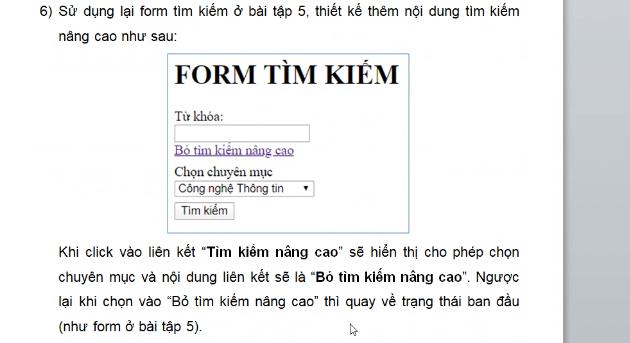 6) Sử dụng lại form tìm kiếm ở bài tập 5, thiết kế thêm nội dung tìm kiếm
nâng cao như sau:
FORM TÌM KIẾM
Từ khóa:
Bỏ tìm kiếm nâng cao
Chọn chuyên mục
Công nghệ Thông tin
Tìm kiếm
Khi click vào liên kết “Tìm kiếm nâng cao” sẽ hiển thị cho phép chọn
chuyên mục và nội dung liên kết sẽ là “Bỏ tìm kiếm nâng cao”. Ngược
lại khi chọn vào “Bỏ tìm kiếm nâng cao” thì quay về trạng thái ban đầu
(như form ở bài tập 5).